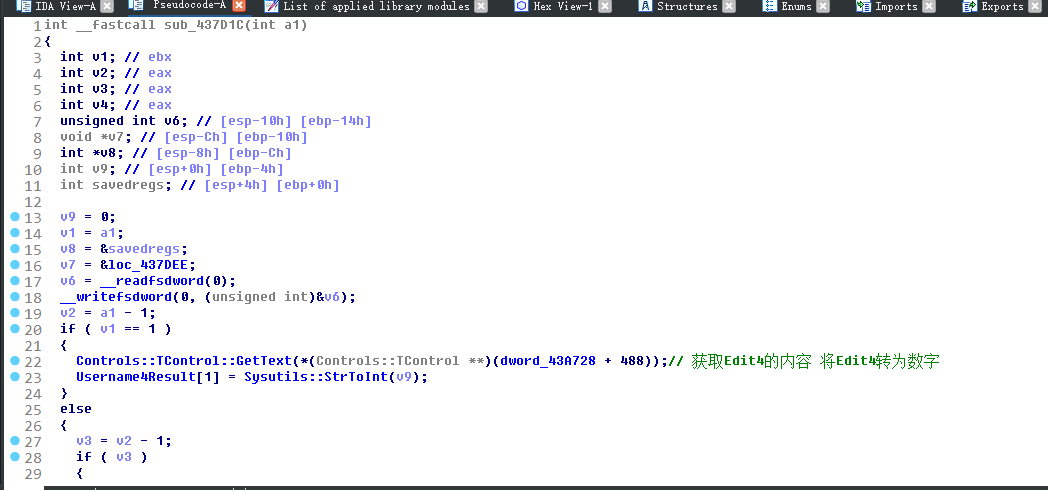 IDA View-A Pseudocode-A List of applied library modules Hex View-1 Structures Enums Imports Exports
1 int __fastcall sub_437D1C(int a1)
2 {
3 int v1; // ebx
4 int v2; // eax
5 int v3; // eax
6 int v4; // eax
7 unsigned int v6; // [esp-10h] [ebp-14h]
8 void *v7; // [esp-Ch] [ebp-10h]
9 int *v8; // [esp-8h] [ebp-Ch]
10 int v9; // [esp+0h] [ebp-4h]
11 int savedregs; // [esp+4h] [ebp+0h]
12
13 v9 = 0;
14 v1 = a1;
15 v8 = &savedregs;
16 v7 = &loc_437DEE;
17 v6 = __readfsdword(0);
18 __writefsdword(0, (unsigned int)&v6);
19 v2 = a1 - 1;
20 if ( v1 == 1 )
21 {
22 Controls::TControl::GetText(*(Controls::TControl **)(dword_43A728 + 488));// 获取Edit4的内容 将Edit4转为数字
23 Username4Result[1] = Sysutils::StrToInt(v9);
24 }
25 else
26 {
27 v3 = v2 - 1;
28 if ( v3 )
29 {